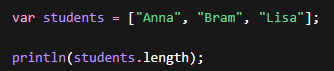 var students = ["Anna", "Bram", "Lisa"];
println(students.length);